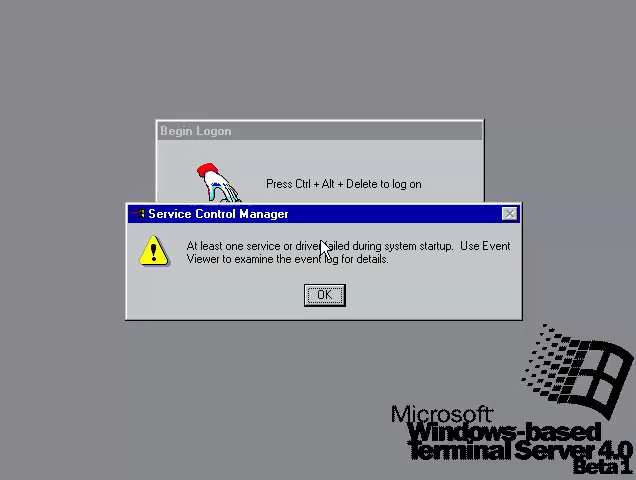 Begin Logon
Press Ctrl + Alt + Delete to log on
Service Control Manager
At least one service or driver failed during system startup.  Use Event
Viewer to examine the event log for details.
OK
Microsoft
Windows-based
Terminal Server 4.0
Beta 1